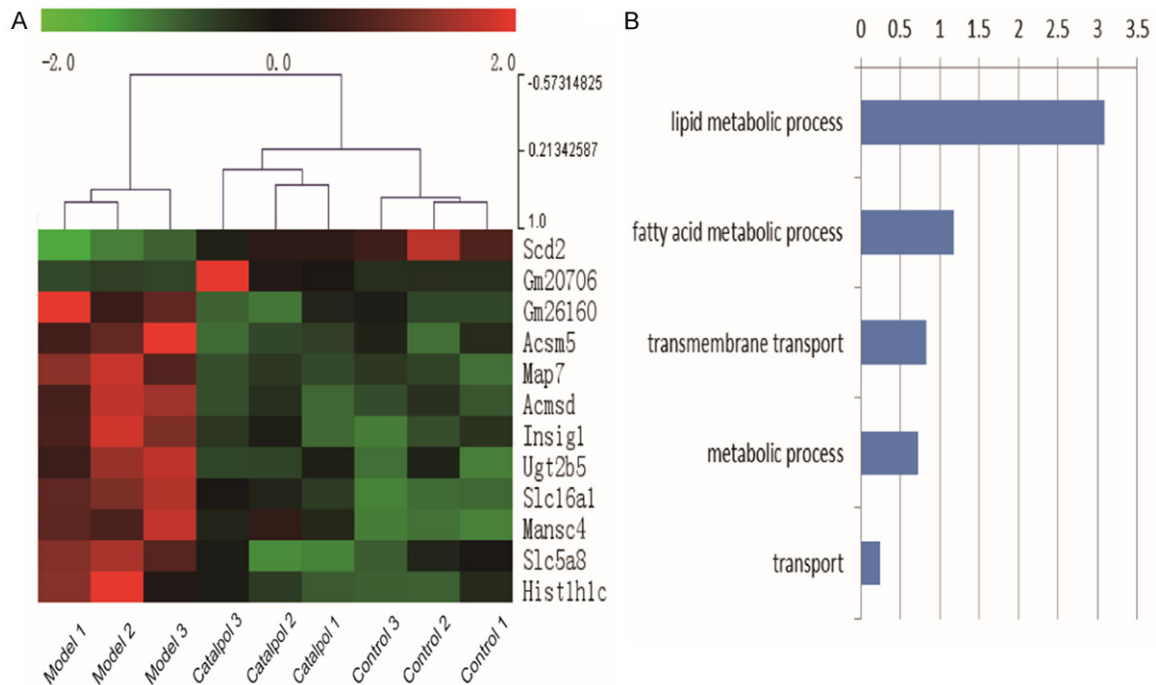 A
-2.0 0.0 2.0
-0.57314825
0.21342587
1.0
Scd2
Gm20706
Gm26160
Acsm5
Map7
Acmsd
Insig1
Ugt2b5
Slc16a1
Mansc4
Slc5a8
Hist1h1c
Model 1 Model 2 Model 3 Catalpol 3 Catalpol 2 Catalpol 1 Control 3 Control 2 Control 1
B
0 0.5 1 1.5 2 2.5 3 3.5
lipid metabolic process
fatty acid metabolic process
transmembrane transport
metabolic process
transport